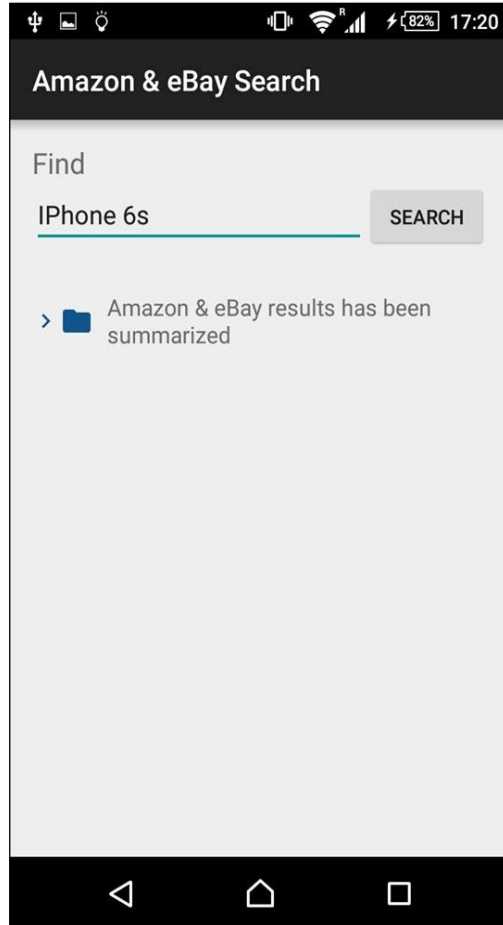 R
82% 17:20
Amazon & eBay Search
Find
IPhone 6s
SEARCH
Amazon & eBay results has been
summarized